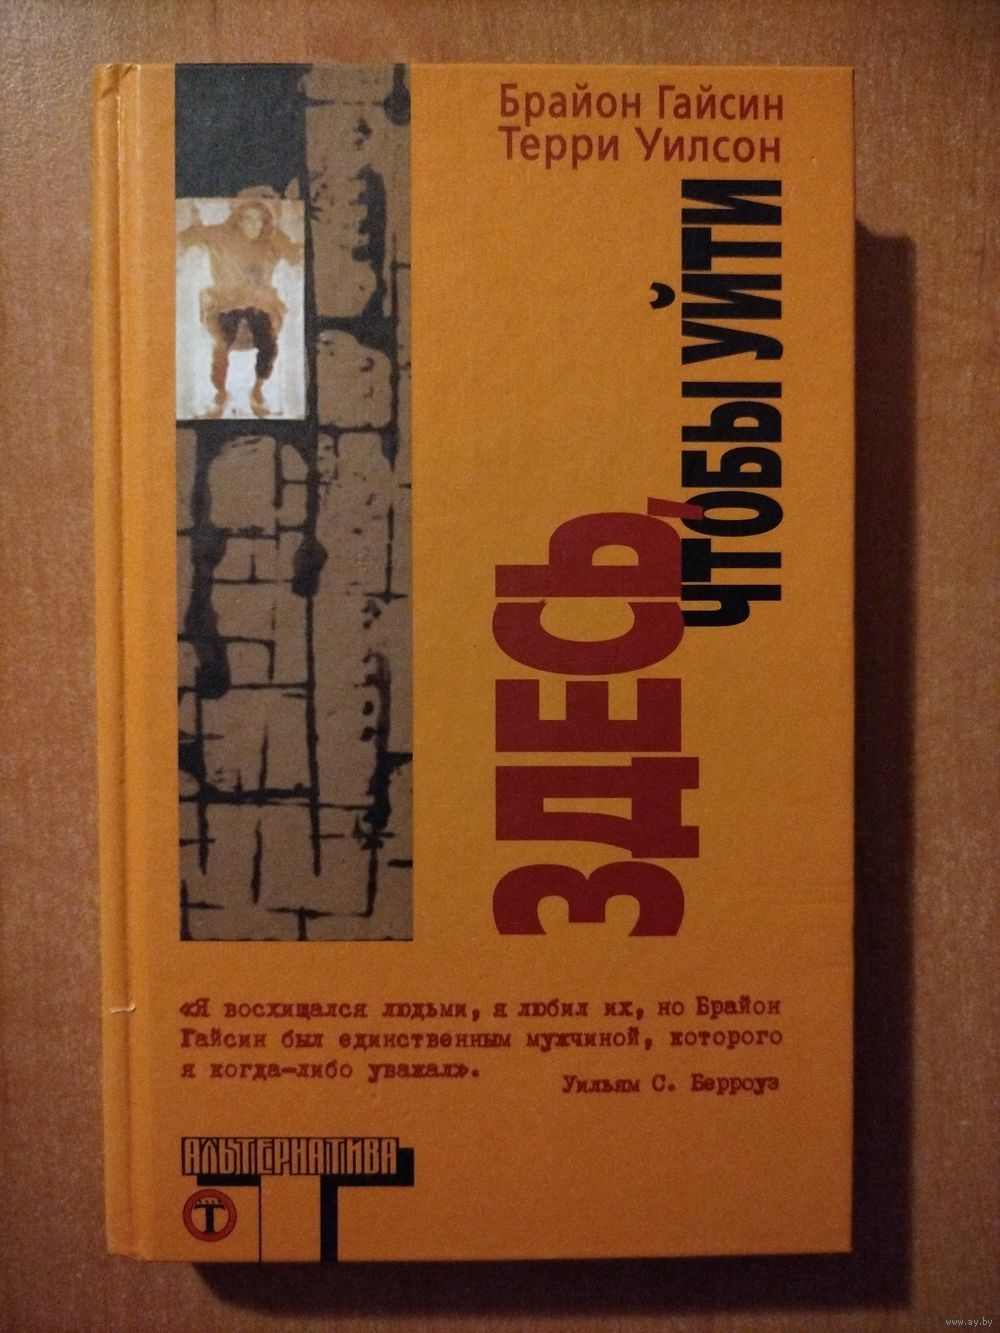 Брайон Гайсин
Терри Уилсон
ЗДЕСЬ,
ЧТОБЫ УЙТИ
«Я восхищался людьми, я любил их, но Брайон
Гайсин был единственным мужчиной, которого
я когда-либо уважал».
Уильям С. Берроуз
АЛЬТЕРНАТИВА
Т
www.ay.by